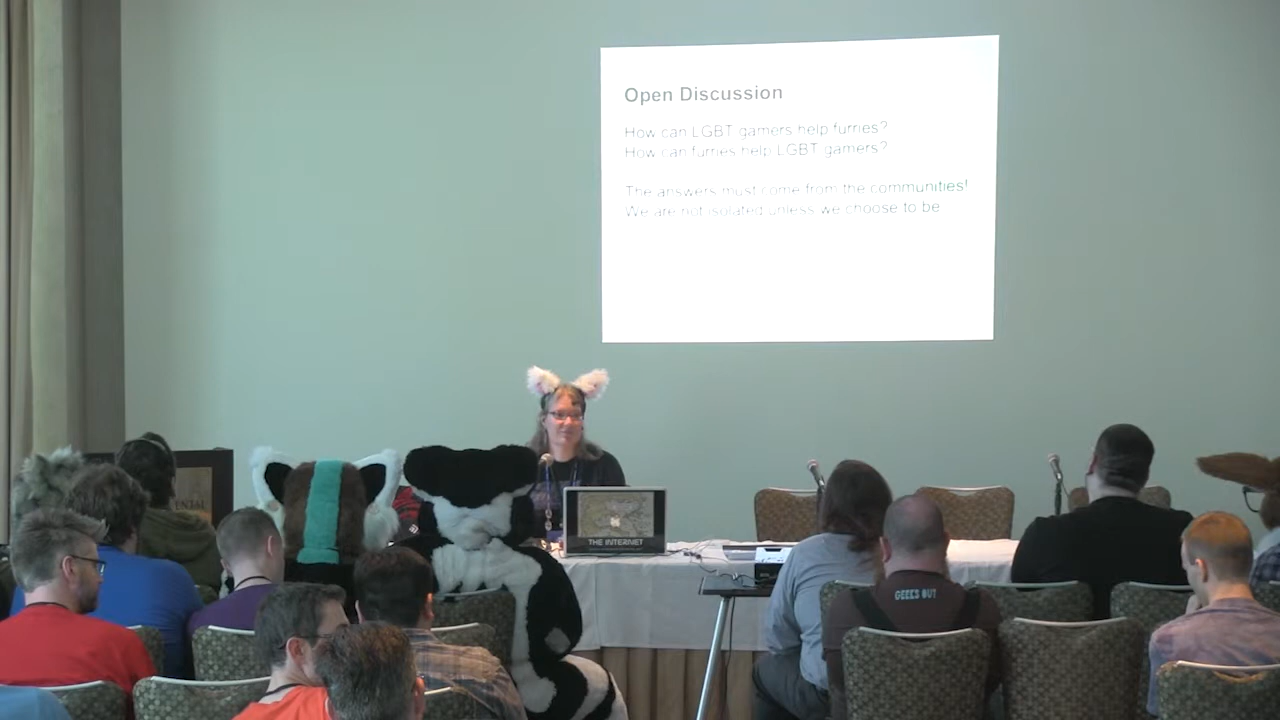 Open Discussion
How can LGBT gamers help furries?
How can furries help LGBT gamers?
The answers must come from the communities!
We are not isolated unless we choose to be
NTAL
THE INTERNET
GEEKS OUT